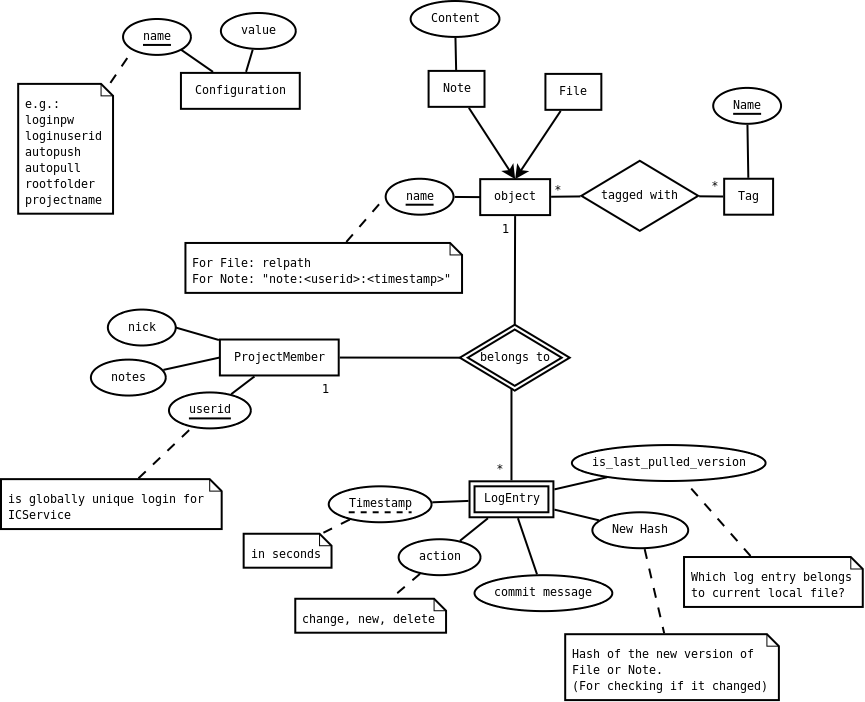 Content
name
value
Configuration
Note
File
e.g.:
loginpw
loginuserid
autopush
autopull
rootfolder
projectname
Name
name
object
*
tagged with
*
Tag
1
For File: relpath
For Note: "note:<userid>:<timestamp>"
nick
ProjectMember
belongs to
notes
1
userid
is globally unique login for
ICService
*
is_last_pulled_version
LogEntry
Timestamp
New Hash
in seconds
action
commit message
Which log entry belongs
to current local file?
change, new, delete
Hash of the new version of
File or Note.
(For checking if it changed)